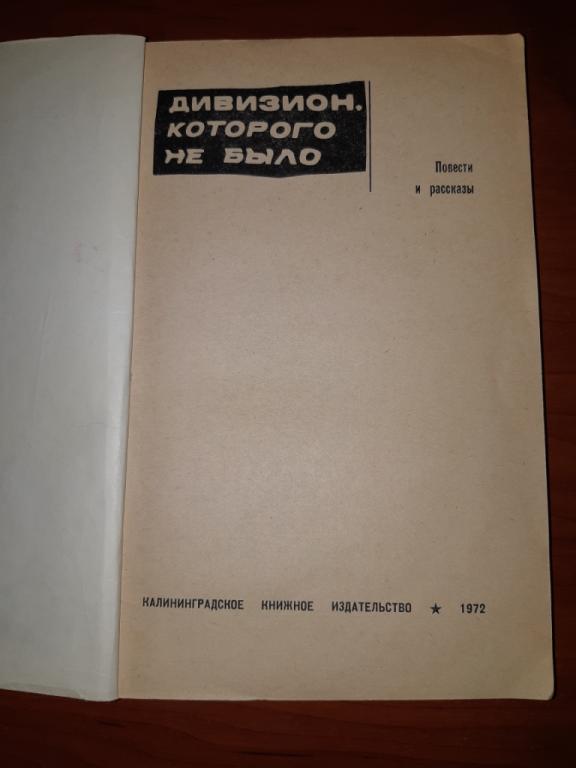 ДИВИЗИОН,
КОТОРОГО
НЕ БЫЛО
Повести
и рассказы
КАЛИНИНГРАДСКОЕ КНИЖНОЕ ИЗДАТЕЛЬСТВО ★ 1972